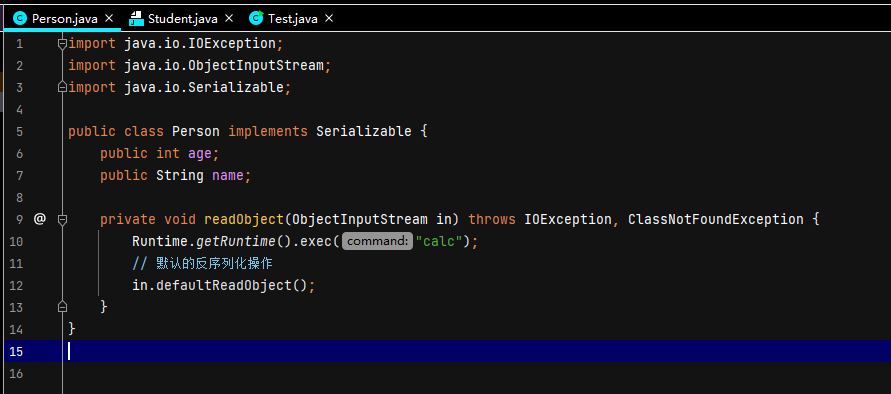 Person.java × Student.java × Test.java ×
1 import java.io.IOException;
2 import java.io.ObjectInputStream;
3 import java.io.Serializable;
4
5 public class Person implements Serializable {
6 public int age;
7 public String name;
8
9 @ private void readObject(ObjectInputStream in) throws IOException, ClassNotFoundException {
10 Runtime.getRuntime().exec( command: "calc");
11 // 默认的反序列化操作
12 in.defaultReadObject();
13 }
14 }
15
16